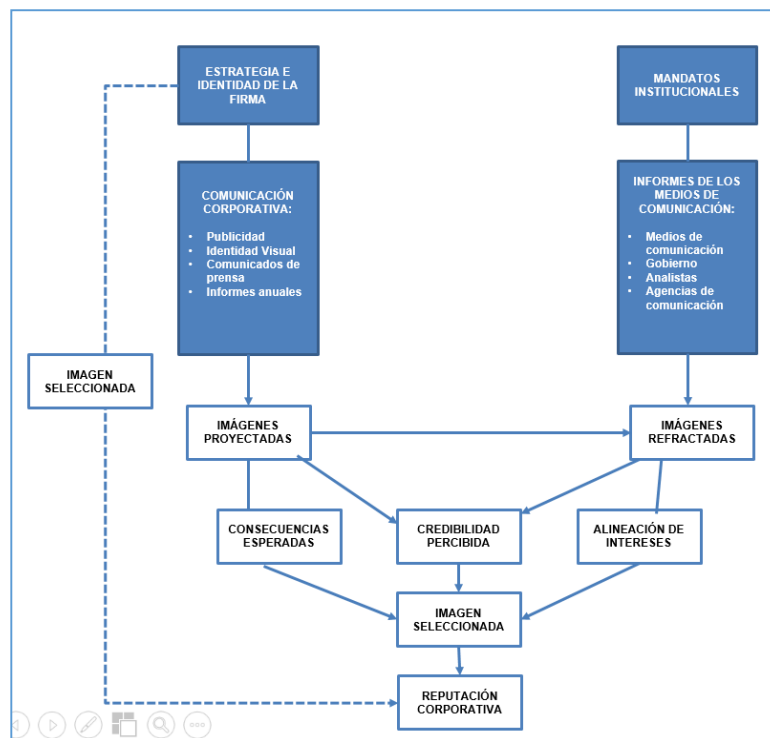 ESTRATEGIA E
IDENTIDAD DE LA
FIRMA
MANDATOS
INSTITUCIONALES
COMUNICACIÓN
CORPORATIVA:
• Publicidad
• Identidad Visual
• Comunicados de
prensa
• Informes anuales
INFORMES DE LOS
MEDIOS DE
COMUNICACIÓN:
• Medios de
comunicación
• Gobierno
• Analistas
• Agencias de
comunicación
IMAGEN
SELECCIONADA
IMÁGENES
PROYECTADAS
IMÁGENES
REFRACTADAS
CONSECUENCIAS
ESPERADAS
CREDIBILIDAD
PERCIBIDA
ALINEACIÓN DE
INTERESES
IMAGEN
SELECCIONADA
REPUTACIÓN
CORPORATIVA